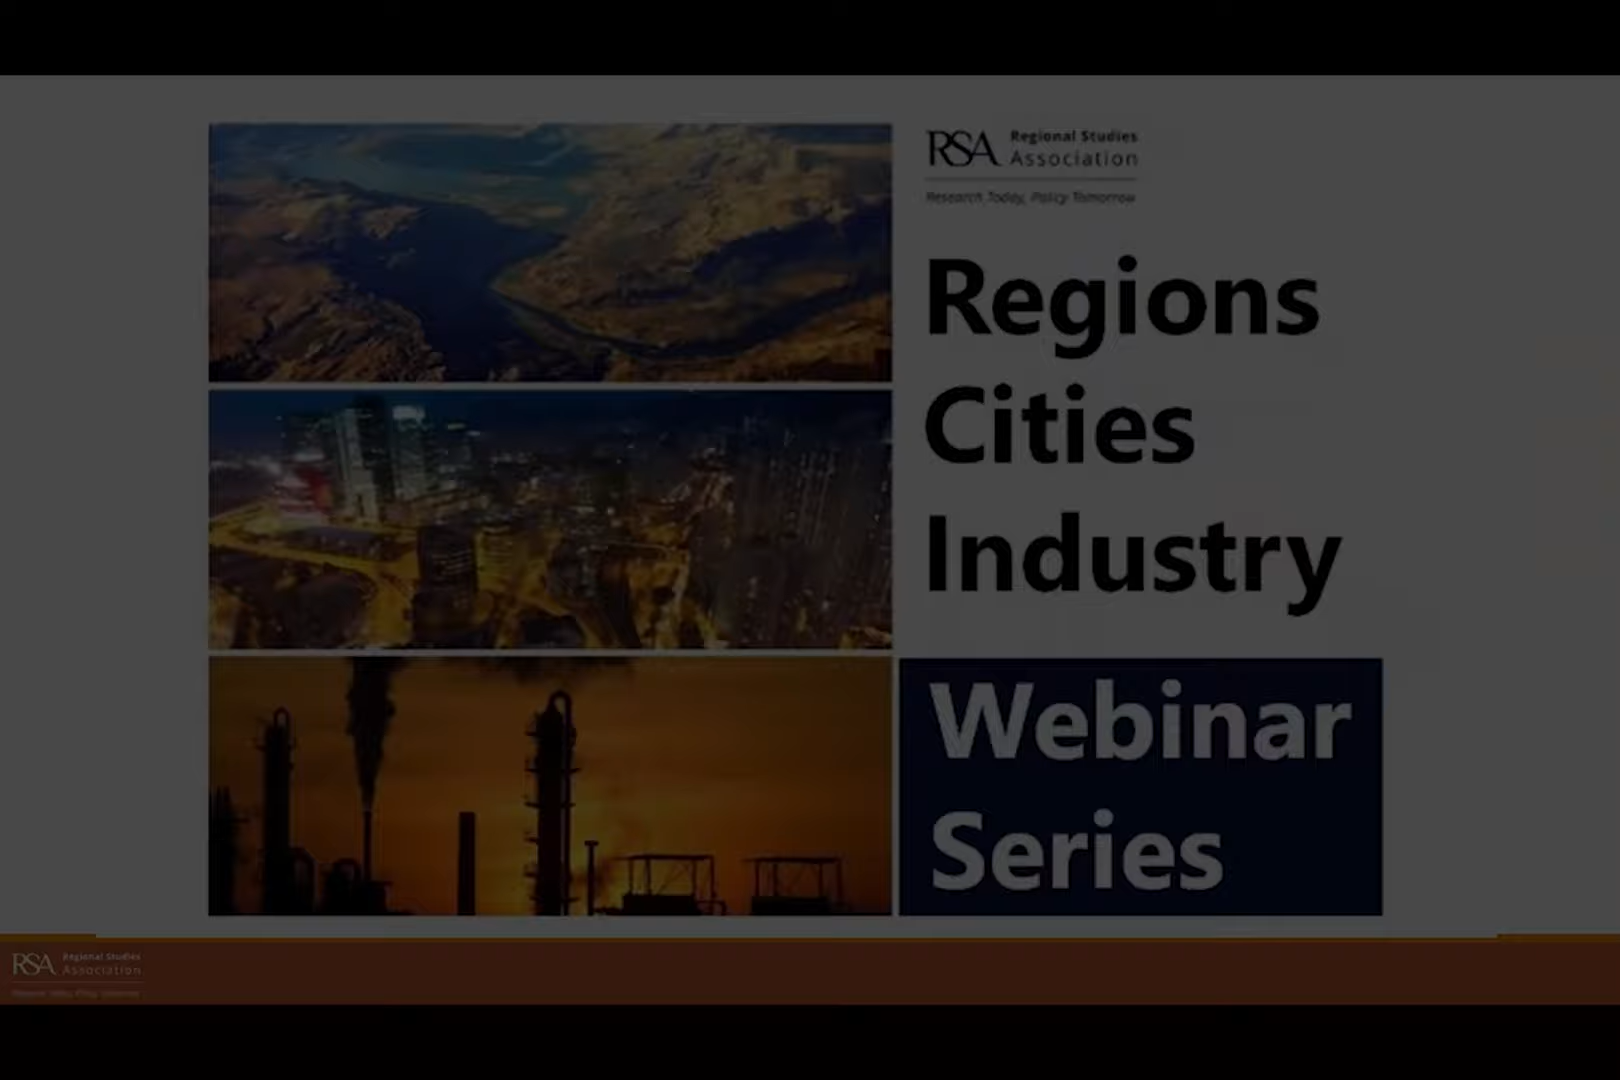 RSA Regional Studies
Association
Research Today, Policy Tomorrow
Regions
Cities
Industry
Webinar
Series
RSA Regional Studies
Association